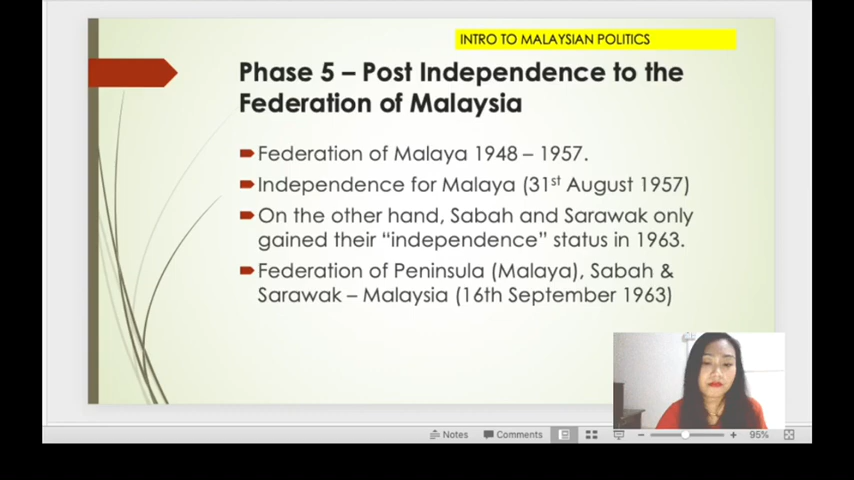 INTRO TO MALAYSIAN POLITICS
Phase 5 – Post Independence to the
Federation of Malaysia
Federation of Malaya 1948 – 1957.
Independence for Malaya (31st August 1957)
On the other hand, Sabah and Sarawak only
gained their “independence” status in 1963.
Federation of Peninsula (Malaya), Sabah &
Sarawak – Malaysia (16th September 1963)
Notes Comments 95%